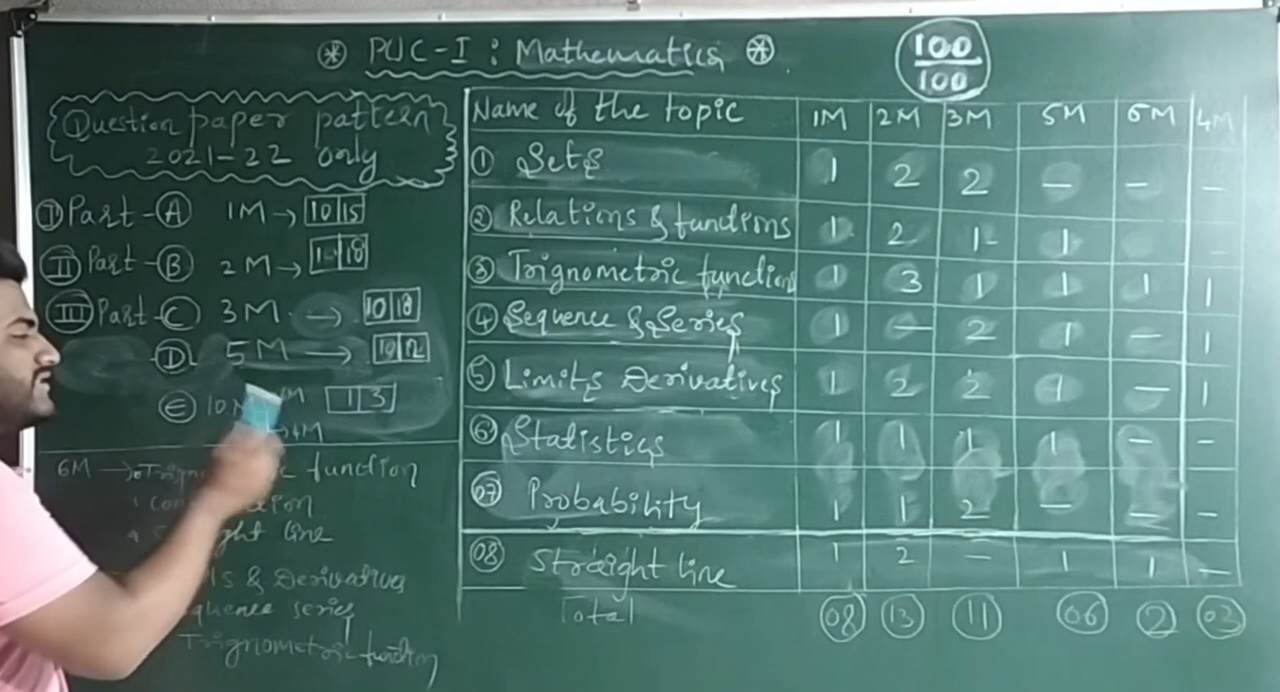 * PUC-I : Mathematics *
100
100
Question paper pattern
2021-22 only
I Part-A 1M → 10 15
II Part-B 2M → 18
III Part-C 3M → 10 18
D 5M → 10 12
E 10 M 1 3
→4M
6M → function
line
& Derivatives
series
Trignometric function
Name of the topic 1M 2M 3M 5M 6M 4M
① Sets 1 2 2 - - -
② Relations & functions 1 2 1 1 -
③ Trignometric function 1 3 1 1 1 1
④ Sequence & Series 1 - 2 1 - 1
⑤ Limits Derivatives 1 2 2 1 - 1
⑥ Statistics 1 1 1 1 - -
07 Probability 1 1 2 - - -
08 Straight line 1 2 - 1 1 -
Total 08 13 11 06 2 03